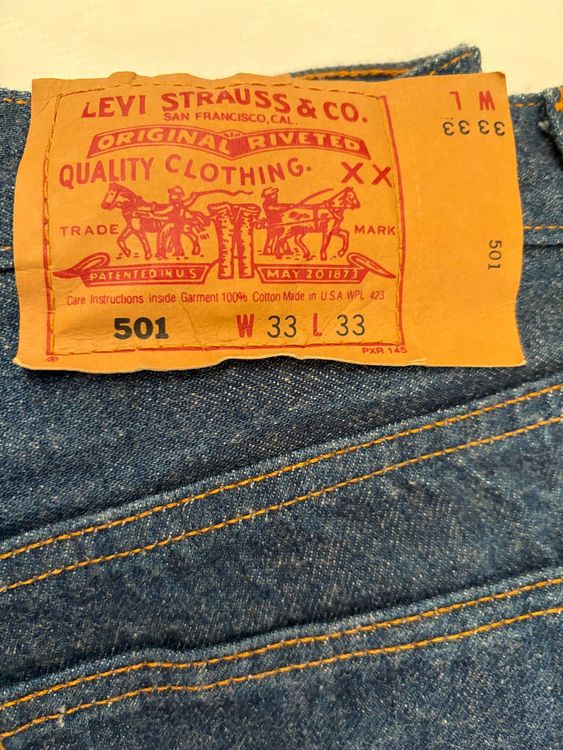 LEVI STRAUSS & CO.
SAN FRANCISCO, CAL.
ORIGINAL RIVETED
QUALITY CLOTHING. XX
TRADE MARK
PATENTED IN U.S. MAY 20 1873
Care Instructions Inside Garment 100% Cotton Made in U S A WPL 423
501 W 33 L 33
® PXR 145
W L
33 33
501